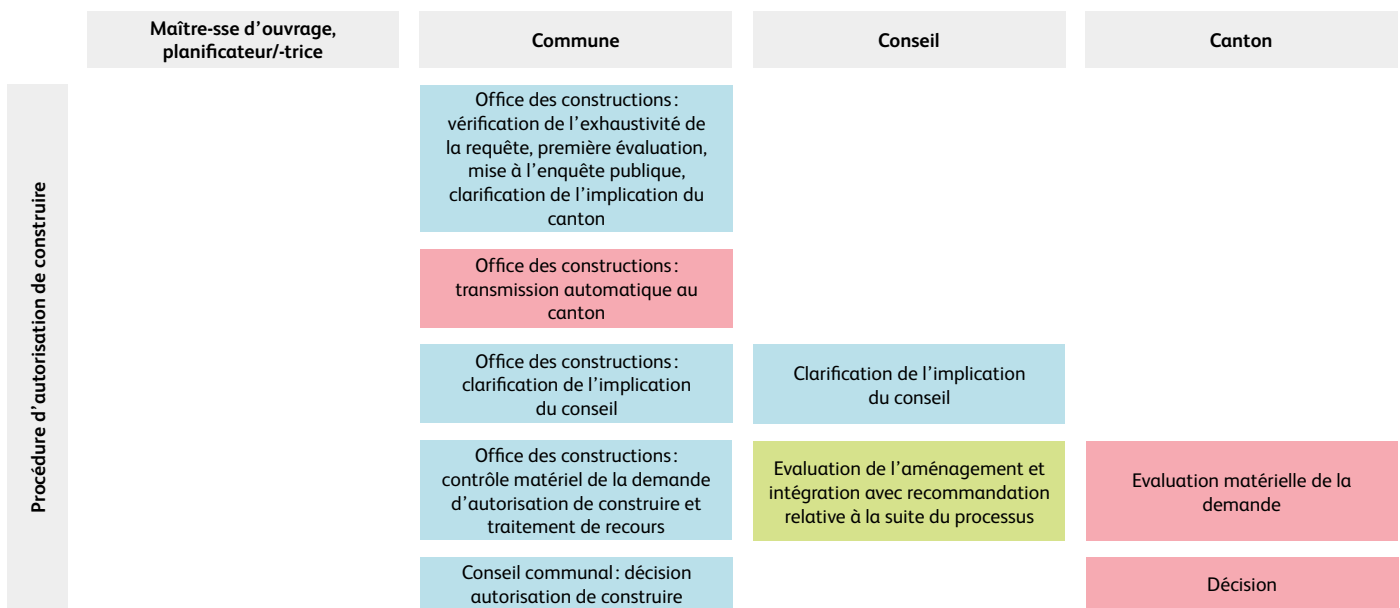 Maître-sse d’ouvrage,
planificateur/-trice
Commune
Conseil
Canton
Procédure d’autorisation de construire
Office des constructions :
vérification de l’exhaustivité de
la requête, première évaluation,
mise à l’enquête publique,
clarification de l’implication du
canton
Office des constructions :
transmission automatique au
canton
Office des constructions :
clarification de l’implication
du conseil
Clarification de l’implication
du conseil
Office des constructions :
contrôle matériel de la demande
d’autorisation de construire et
traitement de recours
Evaluation de l’aménagement et
intégration avec recommandation
relative à la suite du processus
Evaluation matérielle de la
demande
Conseil communal : décision
autorisation de construire
Décision